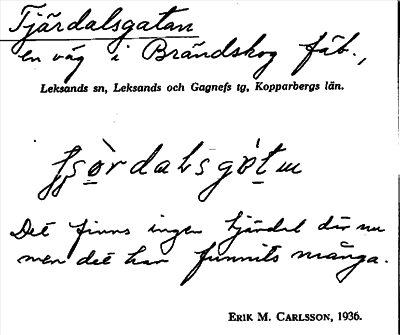 Tjärdalsgatan
en väg i Brändskog fäb.,
Leksands sn, Leksands och Gagnefs tg, Kopparbergs län.
Det finns ingen tjärdal där nu
men det har funnits många.
ERIK M. CARLSSON, 1936.